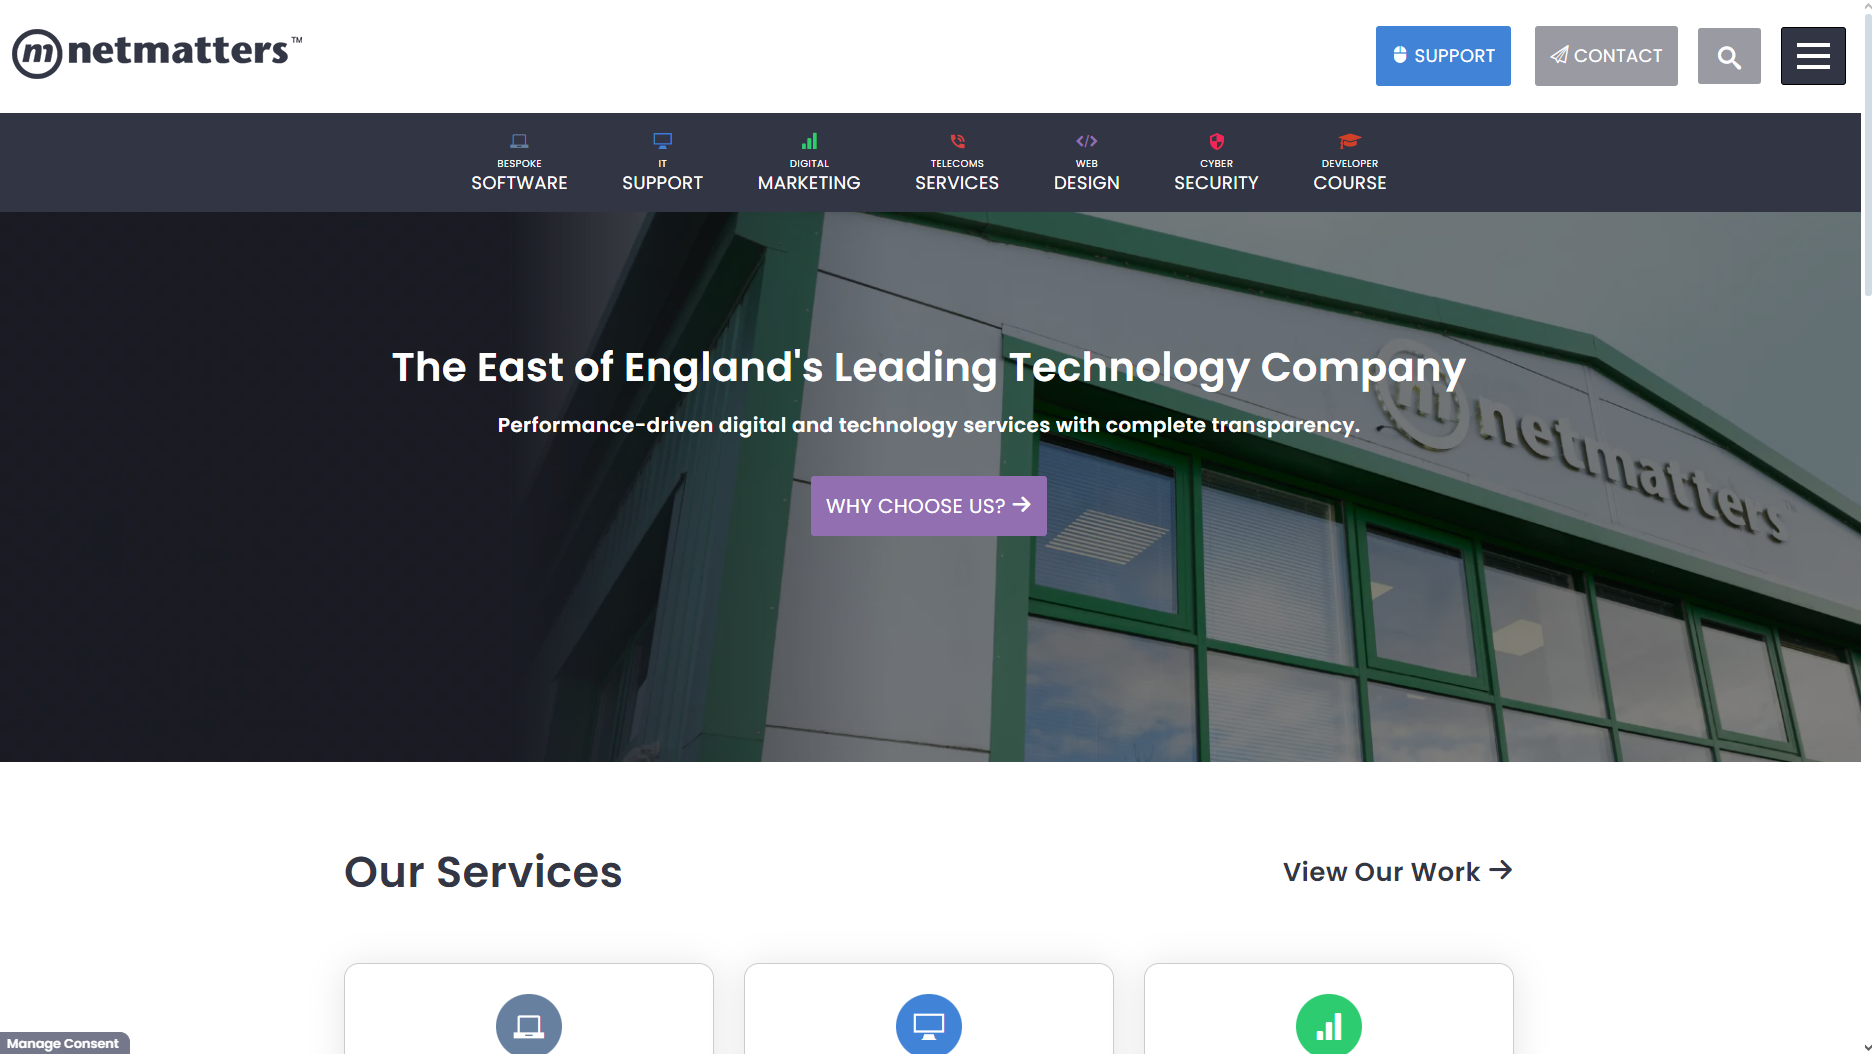 netmatters™
SUPPORT
CONTACT
BESPOKE
SOFTWARE
IT
SUPPORT
DIGITAL
MARKETING
TELECOMS
SERVICES
WEB
DESIGN
CYBER
SECURITY
DEVELOPER
COURSE
The East of England's Leading Technology Company
Performance-driven digital and technology services with complete transparency.
netmatters™
WHY CHOOSE US?
Our Services
View Our Work
Manage Consent